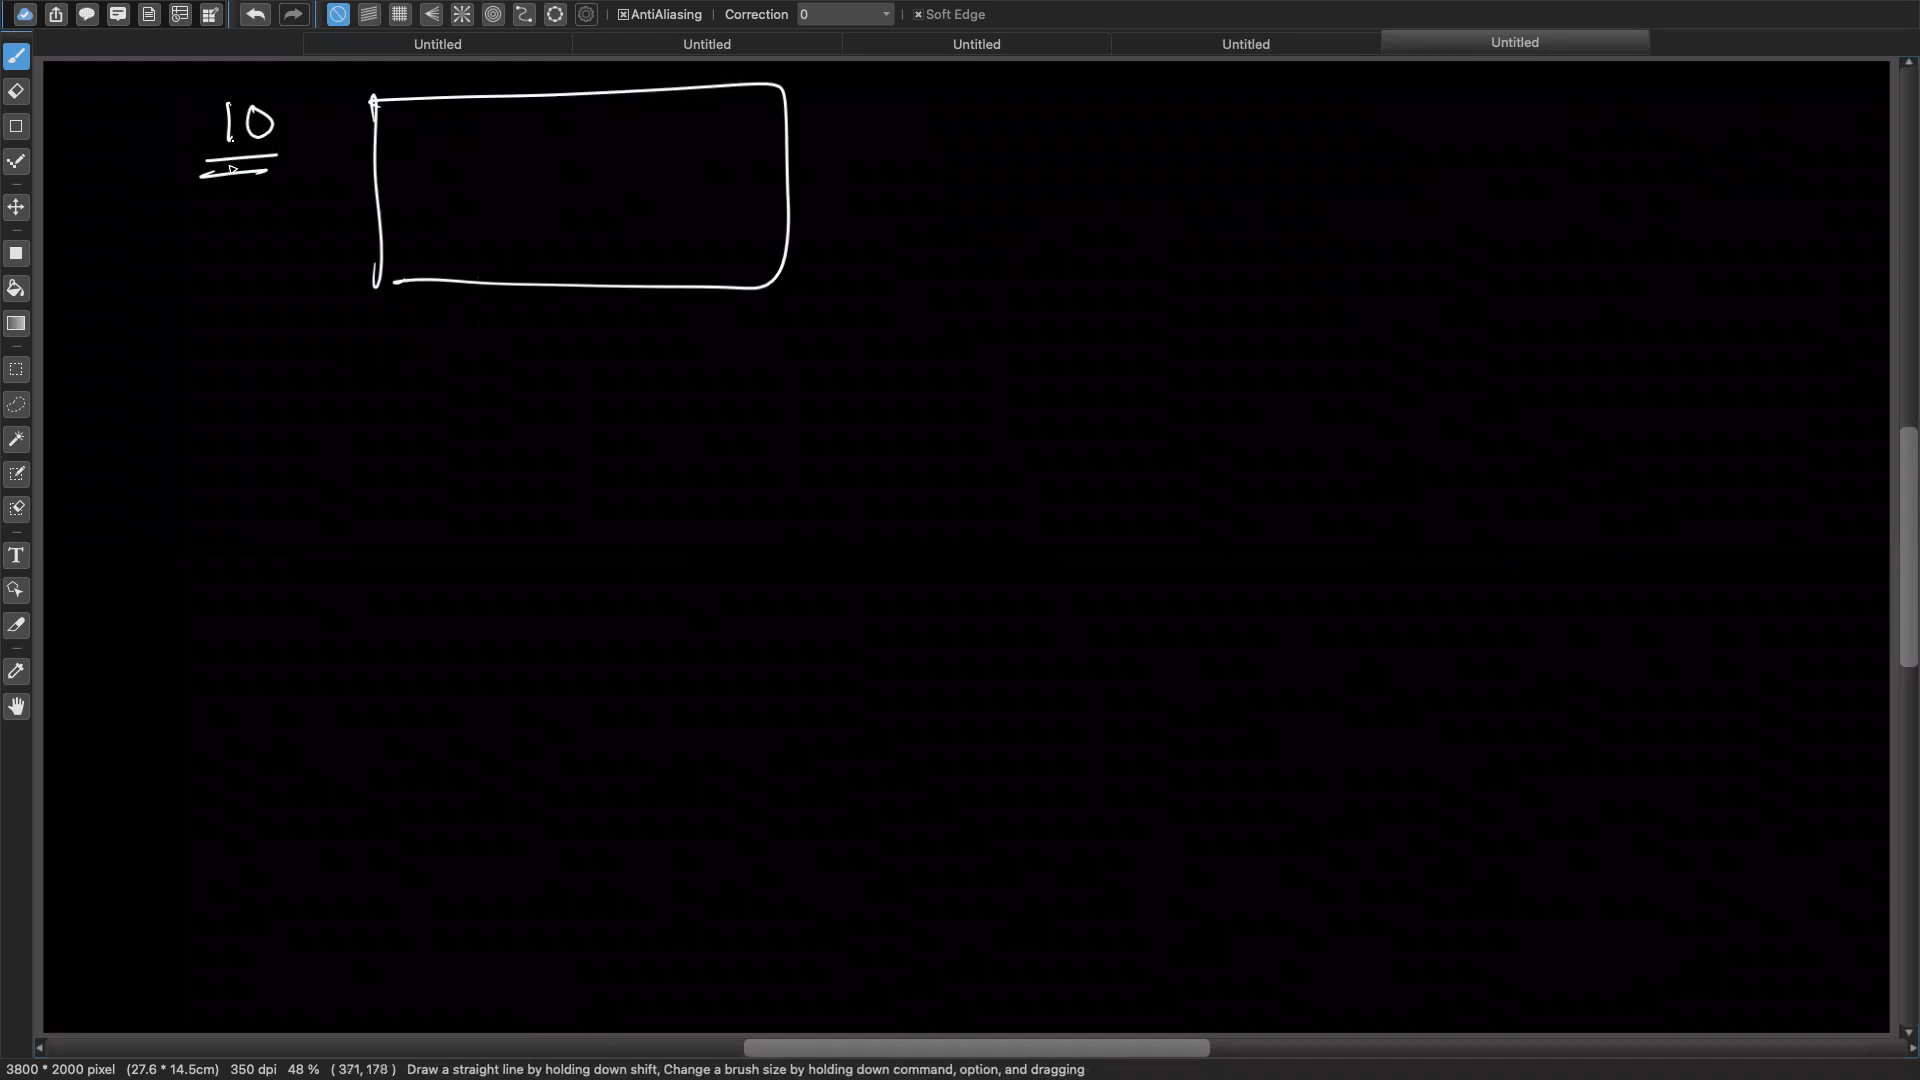 AntiAliasing Correction 0 Soft Edge
Untitled Untitled Untitled Untitled Untitled
10
T
3800 * 2000 pixel (27.6 * 14.5cm) 350 dpi 48 % ( 371, 178 ) Draw a straight line by holding down shift, Change a brush size by holding down command, option, and dragging